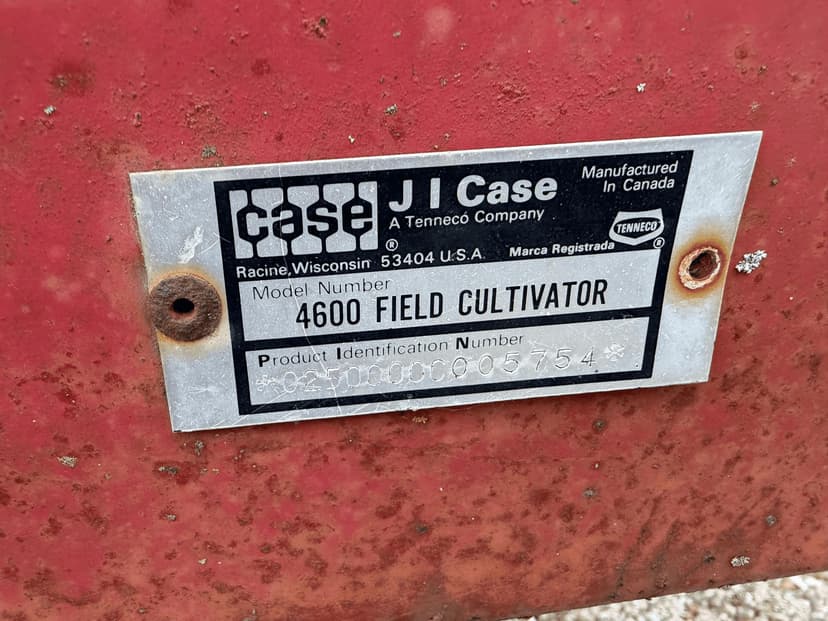 case
®
J I Case
A Tenneco Company
Manufactured
In Canada
TENNECO
®
Racine, Wisconsin 53404 U.S.A.
Marca Registrada
Model Number
4600 FIELD CULTIVATOR
Product Identification Number
*0250000C005754*